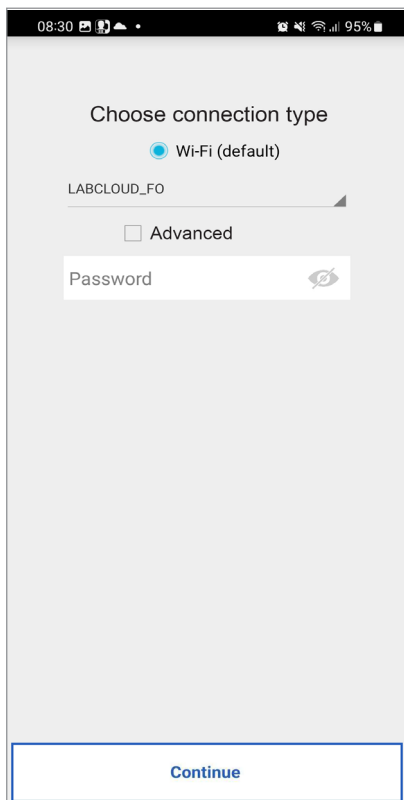 08:30 95%
Choose connection type
Wi-Fi (default)
LABCLOUD_FO
Advanced
Password
Continue